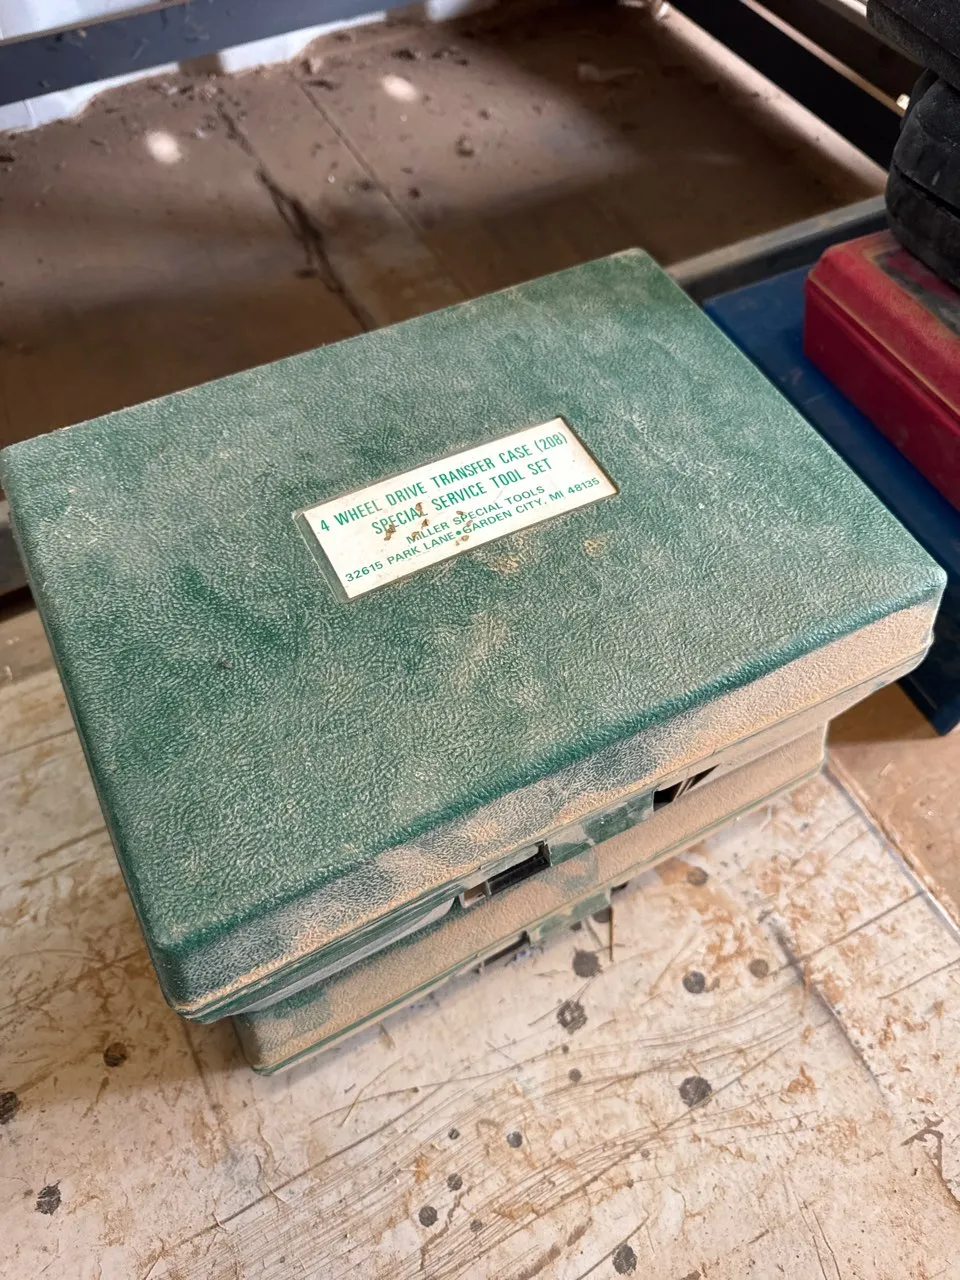 4 WHEEL DRIVE TRANSFER CASE (208)
SPECIAL SERVICE TOOL SET
MILLER SPECIAL TOOLS
32615 PARK LANE•GARDEN CITY, MI 48135